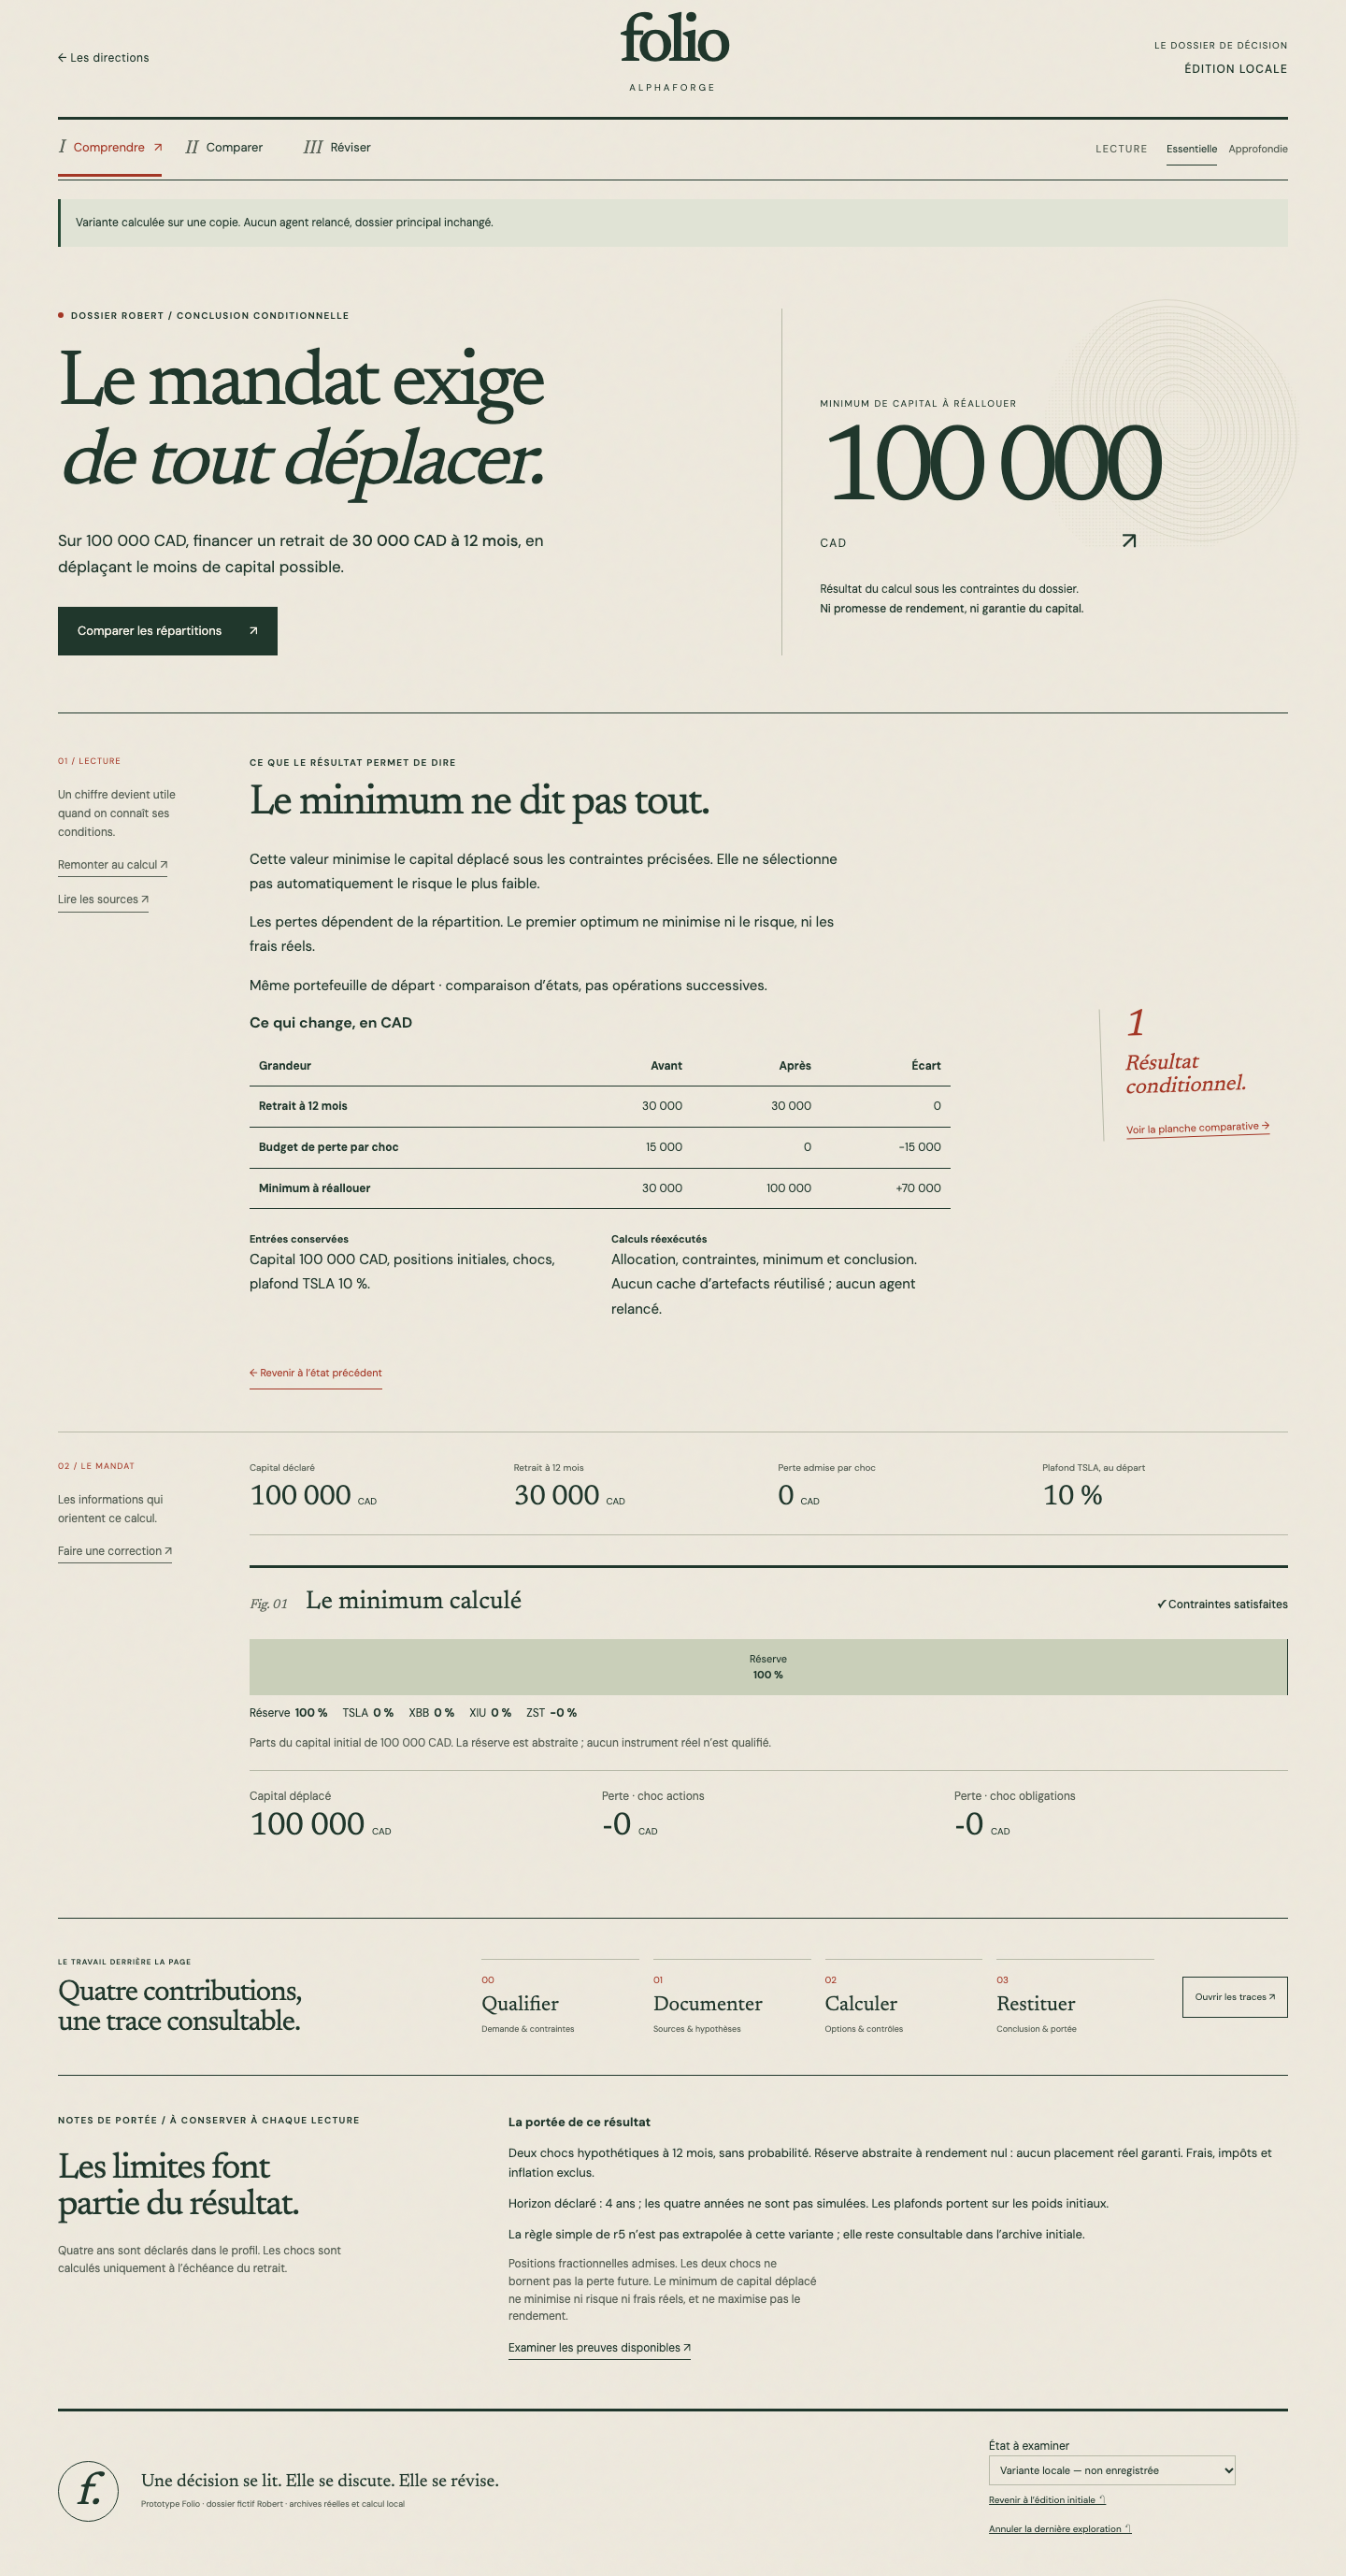 ← Les directions
folio
ALPHAFORGE
LE DOSSIER DE DÉCISION
ÉDITION LOCALE
I Comprendre ↗ II Comparer III Réviser
LECTURE Essentielle Approfondie
Variante calculée sur une copie. Aucun agent relancé, dossier principal inchangé.
DOSSIER ROBERT / CONCLUSION CONDITIONNELLE
Le mandat exige
de tout déplacer.
Sur 100 000 CAD, financer un retrait de 30 000 CAD à 12 mois, en
déplaçant le moins de capital possible.
Comparer les répartitions ↗
MINIMUM DE CAPITAL À RÉALLOUER
100 000
CAD ↗
Résultat du calcul sous les contraintes du dossier.
Ni promesse de rendement, ni garantie du capital.
01 / LECTURE
Un chiffre devient utile
quand on connaît ses
conditions.
Remonter au calcul ↗
Lire les sources ↗
CE QUE LE RÉSULTAT PERMET DE DIRE
Le minimum ne dit pas tout.
Cette valeur minimise le capital déplacé sous les contraintes précisées. Elle ne sélectionne
pas automatiquement le risque le plus faible.
Les pertes dépendent de la répartition. Le premier optimum ne minimise ni le risque, ni les
frais réels.
Même portefeuille de départ · comparaison d’états, pas opérations successives.
Ce qui change, en CAD
Grandeur Avant Après Écart
Retrait à 12 mois 30 000 30 000 0
Budget de perte par choc 15 000 0 -15 000
Minimum à réallouer 30 000 100 000 +70 000
Entrées conservées
Capital 100 000 CAD, positions initiales, chocs,
plafond TSLA 10 %.
Calculs réexécutés
Allocation, contraintes, minimum et conclusion.
Aucun cache d’artefacts réutilisé ; aucun agent
relancé.
← Revenir à l’état précédent
1
Résultat
conditionnel.
Voir la planche comparative →
02 / LE MANDAT
Les informations qui
orientent ce calcul.
Faire une correction ↗
Capital déclaré
100 000 CAD
Retrait à 12 mois
30 000 CAD
Perte admise par choc
0 CAD
Plafond TSLA, au départ
10 %
Fig. 01 Le minimum calculé
✓Contraintes satisfaites
Réserve
100 %
Réserve 100 % TSLA 0 % XBB 0 % XIU 0 % ZST -0 %
Parts du capital initial de 100 000 CAD. La réserve est abstraite ; aucun instrument réel n’est qualifié.
Capital déplacé
100 000 CAD
Perte · choc actions
-0 CAD
Perte · choc obligations
-0 CAD
LE TRAVAIL DERRIÈRE LA PAGE
Quatre contributions,
une trace consultable.
00
Qualifier
Demande & contraintes
01
Documenter
Sources & hypothèses
02
Calculer
Options & contrôles
03
Restituer
Conclusion & portée
Ouvrir les traces ↗
NOTES DE PORTÉE / À CONSERVER À CHAQUE LECTURE
Les limites font
partie du résultat.
Quatre ans sont déclarés dans le profil. Les chocs sont
calculés uniquement à l’échéance du retrait.
La portée de ce résultat
Deux chocs hypothétiques à 12 mois, sans probabilité. Réserve abstraite à rendement nul : aucun placement réel garanti. Frais, impôts et
inflation exclus.
Horizon déclaré : 4 ans ; les quatre années ne sont pas simulées. Les plafonds portent sur les poids initiaux.
La règle simple de r5 n’est pas extrapolée à cette variante ; elle reste consultable dans l’archive initiale.
Positions fractionnelles admises. Les deux chocs ne
bornent pas la perte future. Le minimum de capital déplacé
ne minimise ni risque ni frais réels, et ne maximise pas le
rendement.
Examiner les preuves disponibles ↗
f.
Une décision se lit. Elle se discute. Elle se révise.
Prototype Folio · dossier fictif Robert · archives réelles et calcul local
État à examiner
Variante locale — non enregistrée
Revenir à l’édition initiale
Annuler la dernière exploration